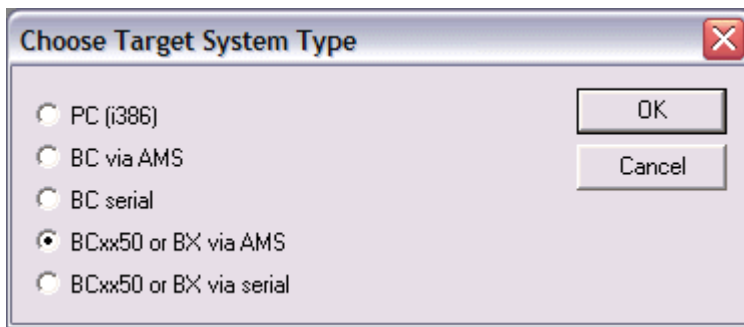 Choose Target System Type
PC (i386)
BC via AMS
BC serial
BCxx50 or BX via AMS
BCxx50 or BX via serial
OK
Cancel